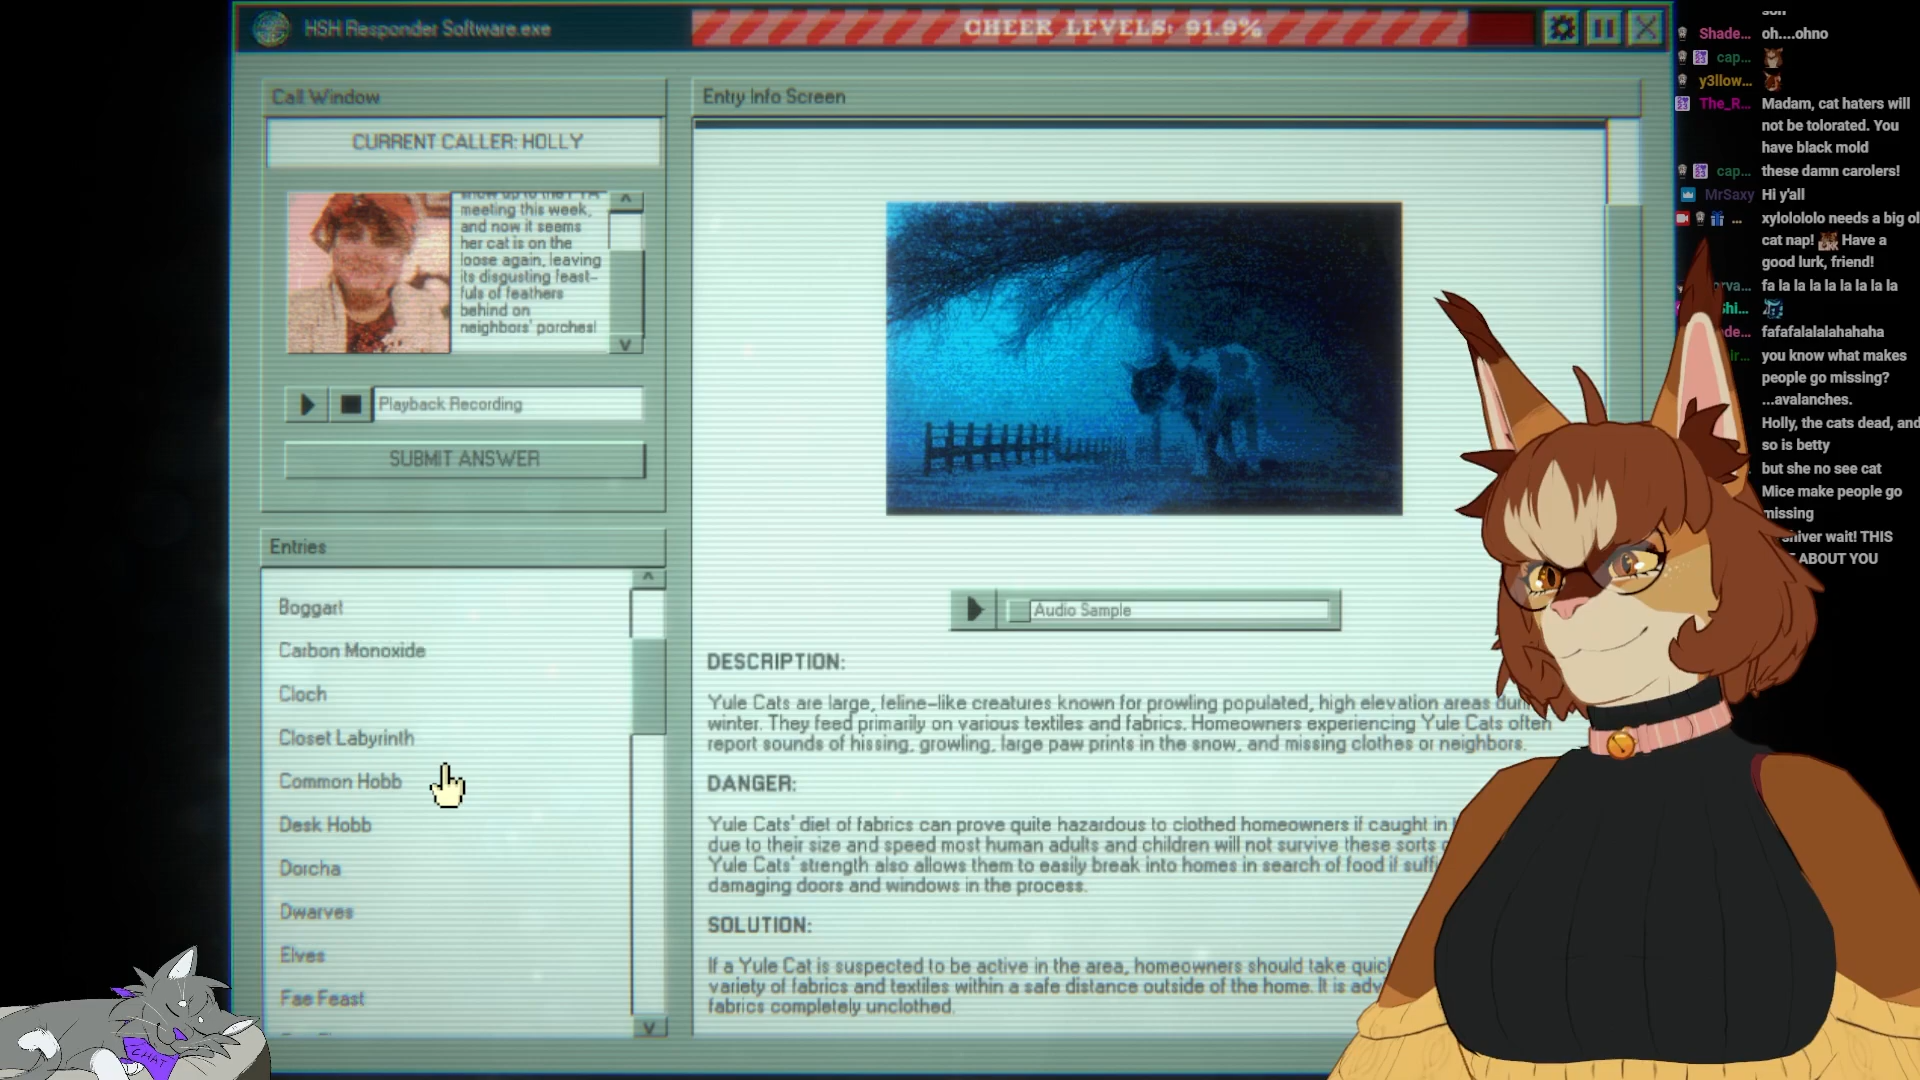 HSH Responder Software.exe
CHEER LEVELS: 91.9%
Call Window
CURRENT CALLER: HOLLY
meeting this week,
and now it seems
her cat is on the
loose again, leaving
its disgusting feast-
fuls of feathers
behind on
neighbors' porches!
Playback Recording
SUBMIT ANSWER
Entries
Boggart
Carbon Monoxide
Cloch
Closet Labyrinth
Common Hobb
Desk Hobb
Dorcha
Dwarves
Elves
Fae Feast
Entry Info Screen
Audio Sample
DESCRIPTION:
Yule Cats are large, feline-like creatures known for prowling populated, high elevation areas
winter. They feed primarily on various textiles and fabrics. Homeowners experiencing Yule Cats often
report sounds of hissing, growling, large paw prints in the snow, and missing clothes or neighbors.
DANGER:
Yule Cats' diet of fabrics can prove quite hazardous to clothed homeowners if caught in
due to their size and speed most human adults and children will not survive these sorts
Yule Cats' strength also allows them to easily break into homes in search of food if
damaging doors and windows in the process.
SOLUTION:
If a Yule Cat is suspected to be active in the area, homeowners should take
variety of fabrics and textiles within a safe distance outside of the home. It is
fabrics completely unclothed.
Shade... oh....ohno
cap...
y3llow...
The_R... Madam, cat haters will
not be tolorated. You
have black mold
cap... these damn carolers!
MrSaxy Hi y'all
... xylolololo needs a big ol
cat nap! Have a
good lurk, friend!
fa la la la la la la la la
fafafalalalahahaha
you know what makes
people go missing?
...avalanches.
Holly, the cats dead, and
so is betty
but she no see cat
Mice make people go
missing
shiver wait! THIS
ABOUT YOU
CHAT